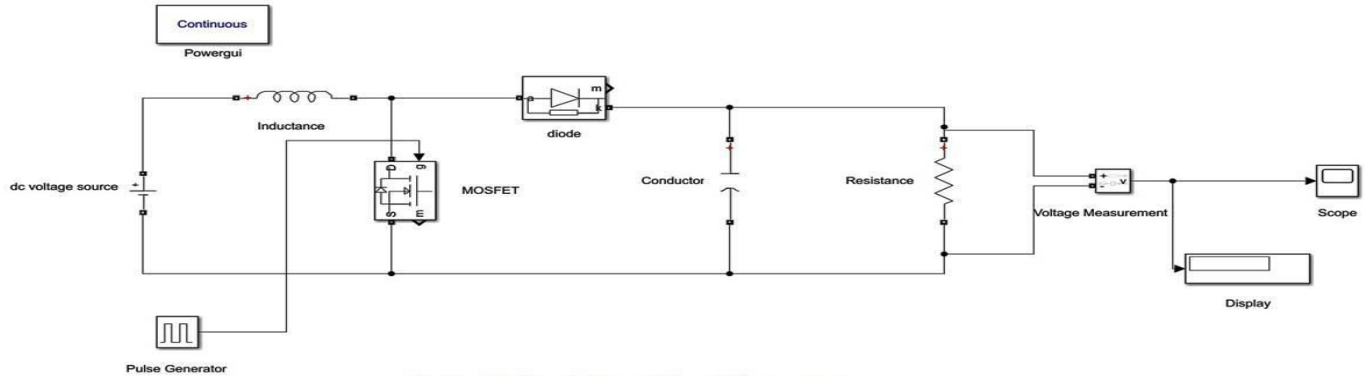 Continuous
Powergui
Inductance
a
m
k
diode
dc voltage source
+
D
g
S
m
MOSFET
Conductor
Resistance
+
-
v
Voltage Measurement
Scope
Display
Pulse Generator